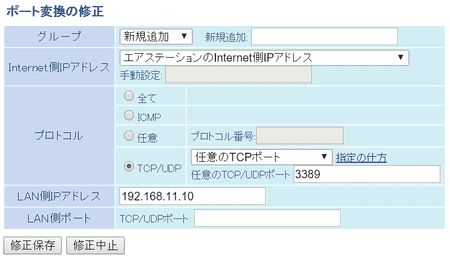 ポート変換の修正
グループ 新規追加 新規追加:
Internet側IPアドレス エアステーションのInternet側IPアドレス
手動設定:
プロトコル
全て
ICMP
任意 プロトコル番号:
TCP/UDP 任意のTCPポート 指定の仕方
任意のTCP/UDPポート: 3389
LAN側IPアドレス 192.168.11.10
LAN側ポート TCP/UDPポート:
修正保存 修正中止